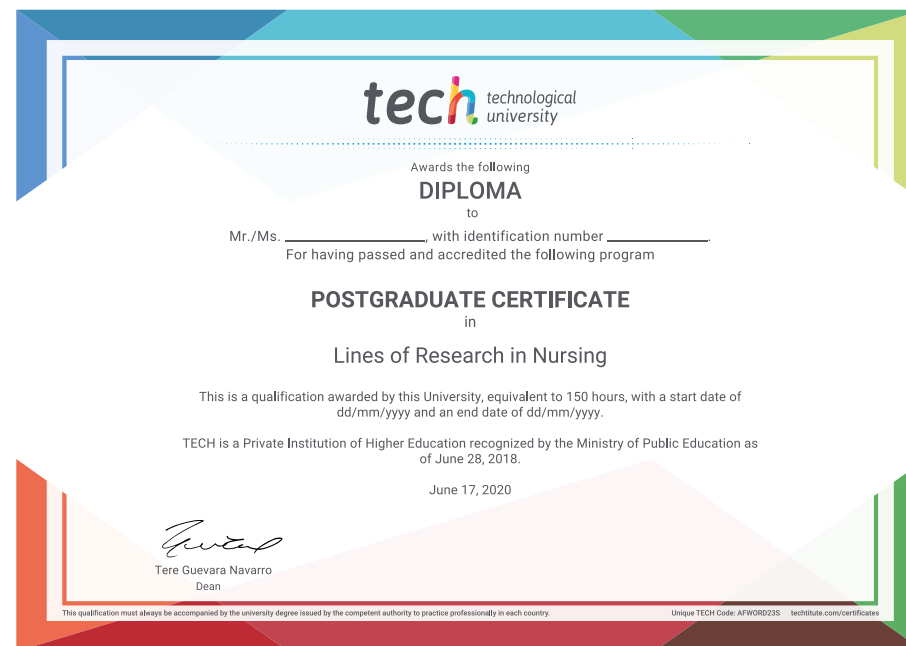 tech technological
university
Awards the following
DIPLOMA
to
Mr./Ms. ____________________, with identification number ______________.
For having passed and accredited the following program
POSTGRADUATE CERTIFICATE
in
Lines of Research in Nursing
This is a qualification awarded by this University, equivalent to 150 hours, with a start date of
dd/mm/yyyy and an end date of dd/mm/yyyy.
TECH is a Private Institution of Higher Education recognized by the Ministry of Public Education as
of June 28, 2018.
June 17, 2020
Tere Guevara Navarro
Dean
This qualification must always be accompanied by the university degree issued by the competent authority to practice professionally in each country. Unique TECH Code: AFWORD23S techtitute.com/certificates